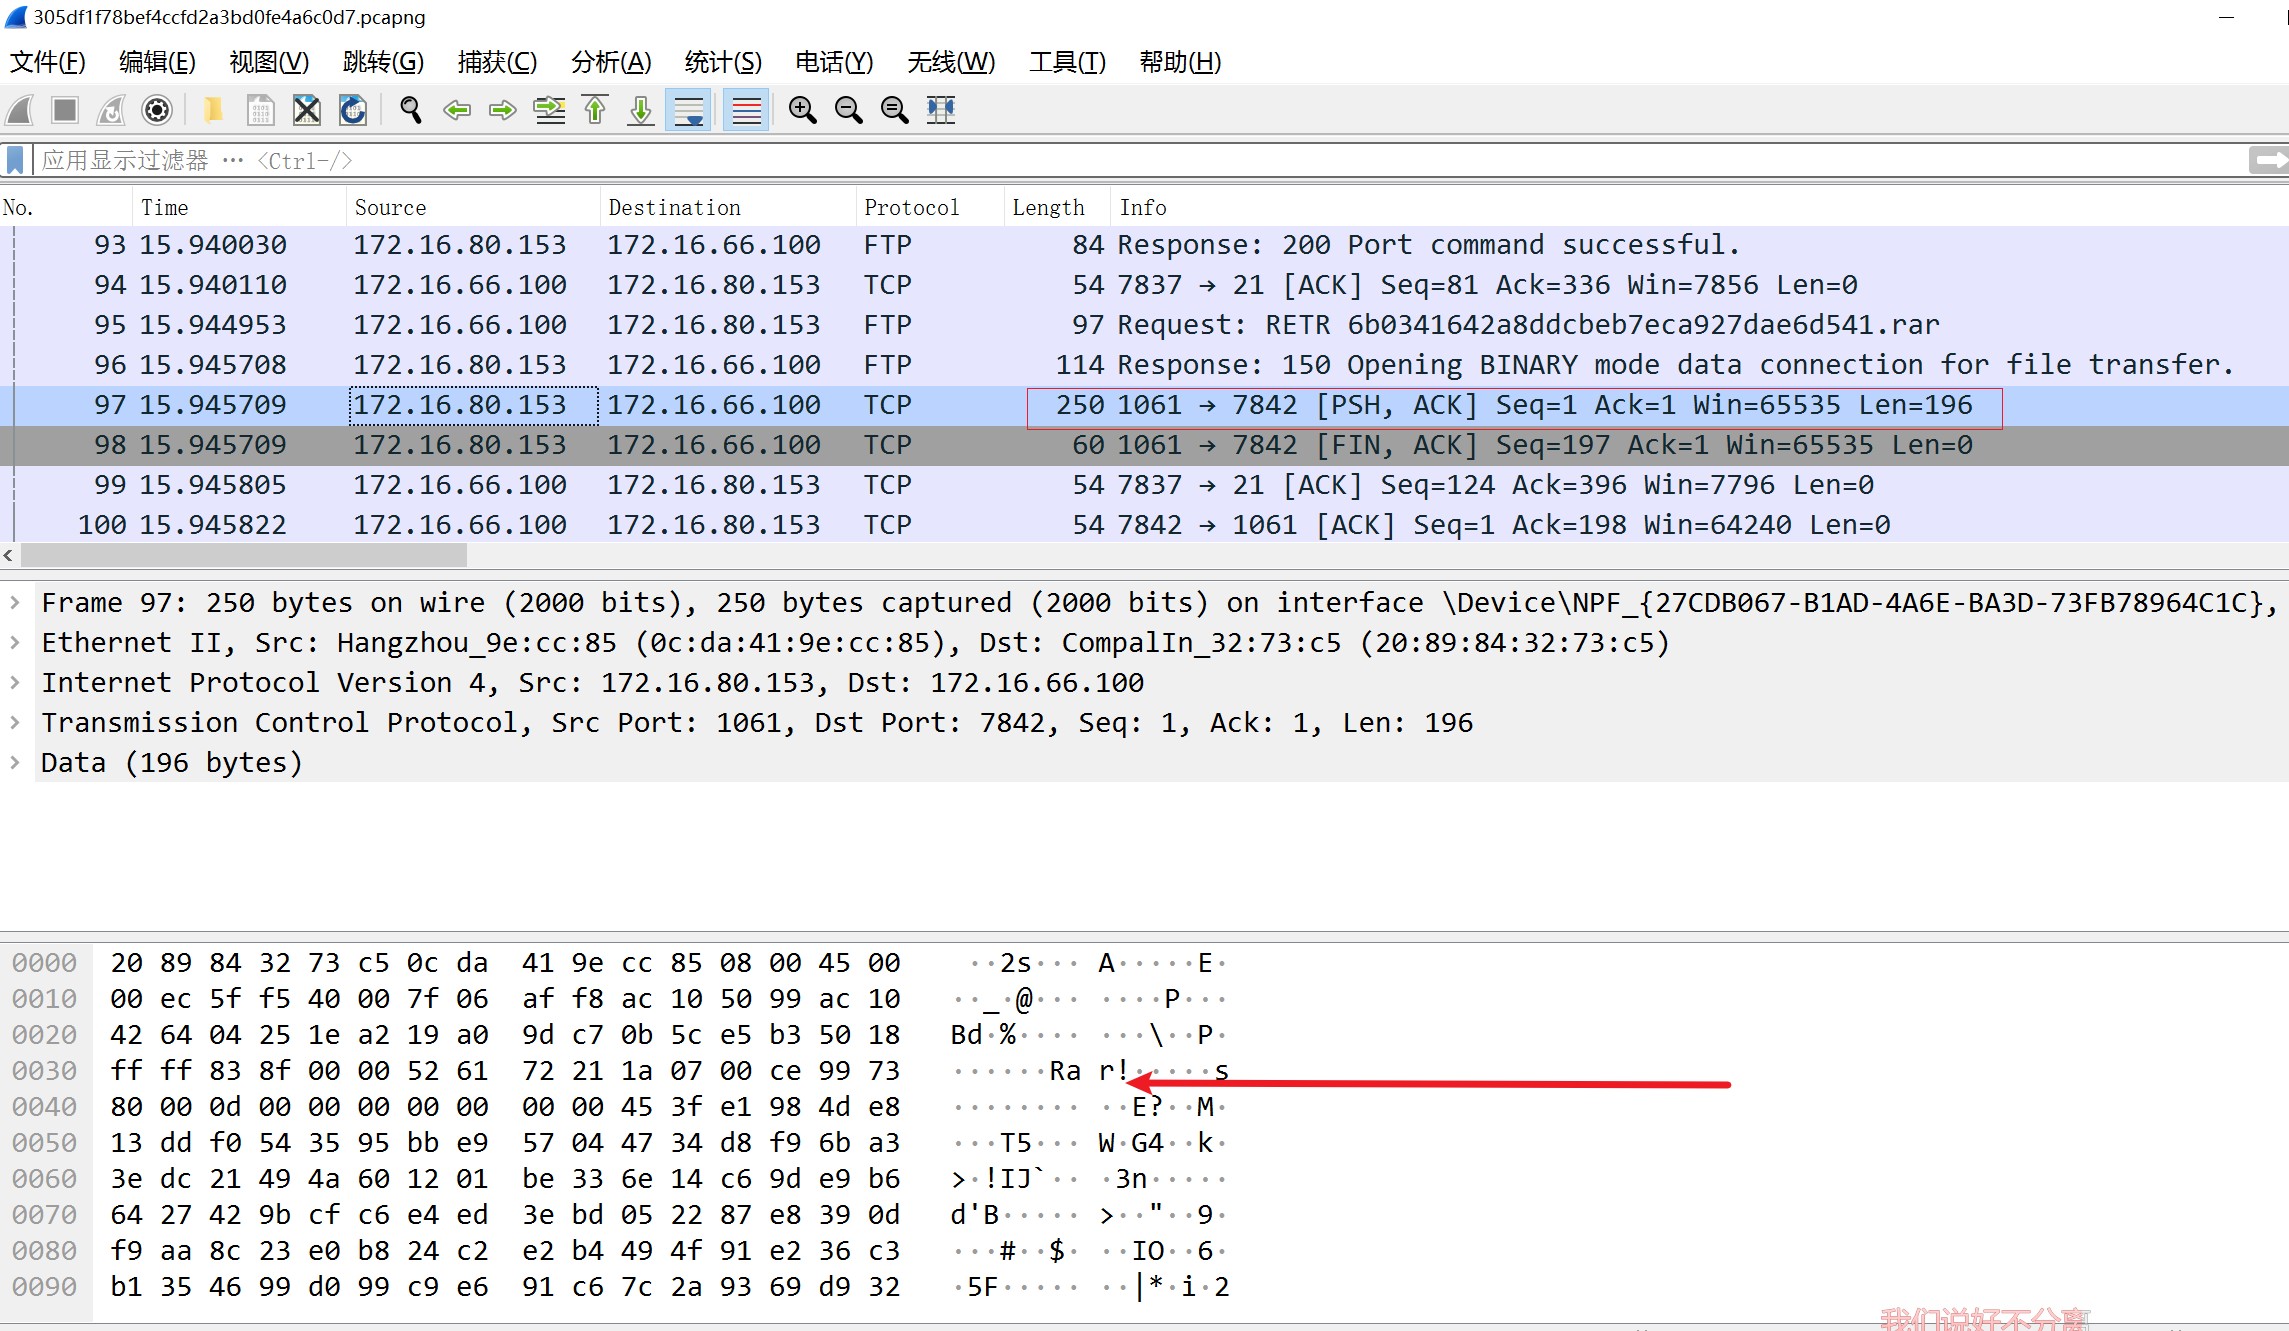 305df1f78bef4ccfd2a3bd0fe4a6c0d7.pcapng
文件(F) 编辑(E) 视图(V) 跳转(G) 捕获(C) 分析(A) 统计(S) 电话(Y) 无线(W) 工具(T) 帮助(H)
应用显示过滤器 … <Ctrl-/>
No. Time Source Destination Protocol Length Info
93 15.940030 172.16.80.153 172.16.66.100 FTP 84 Response: 200 Port command successful.
94 15.940110 172.16.66.100 172.16.80.153 TCP 54 7837 → 21 [ACK] Seq=81 Ack=336 Win=7856 Len=0
95 15.944953 172.16.66.100 172.16.80.153 FTP 97 Request: RETR 6b0341642a8ddcbeb7eca927dae6d541.rar
96 15.945708 172.16.80.153 172.16.66.100 FTP 114 Response: 150 Opening BINARY mode data connection for file transfer.
97 15.945709 172.16.80.153 172.16.66.100 TCP 250 1061 → 7842 [PSH, ACK] Seq=1 Ack=1 Win=65535 Len=196
98 15.945709 172.16.80.153 172.16.66.100 TCP 60 1061 → 7842 [FIN, ACK] Seq=197 Ack=1 Win=65535 Len=0
99 15.945805 172.16.66.100 172.16.80.153 TCP 54 7837 → 21 [ACK] Seq=124 Ack=396 Win=7796 Len=0
100 15.945822 172.16.66.100 172.16.80.153 TCP 54 7842 → 1061 [ACK] Seq=1 Ack=198 Win=64240 Len=0
Frame 97: 250 bytes on wire (2000 bits), 250 bytes captured (2000 bits) on interface \Device\NPF_{27CDB067-B1AD-4A6E-BA3D-73FB78964C1C},
Ethernet II, Src: Hangzhou_9e:cc:85 (0c:da:41:9e:cc:85), Dst: CompalIn_32:73:c5 (20:89:84:32:73:c5)
Internet Protocol Version 4, Src: 172.16.80.153, Dst: 172.16.66.100
Transmission Control Protocol, Src Port: 1061, Dst Port: 7842, Seq: 1, Ack: 1, Len: 196
Data (196 bytes)
0000 20 89 84 32 73 c5 0c da 41 9e cc 85 08 00 45 00 ··2s··· A·····E·
0010 00 ec 5f f5 40 00 7f 06 af f8 ac 10 50 99 ac 10 ··_·@··· ····P···
0020 42 64 04 25 1e a2 19 a0 9d c7 0b 5c e5 b3 50 18 Bd·%···· ···\··P·
0030 ff ff 83 8f 00 00 52 61 72 21 1a 07 00 ce 99 73 ······Ra r!·····s
0040 80 00 0d 00 00 00 00 00 00 00 45 3f e1 98 4d e8 ········ ··E?··M·
0050 13 dd f0 54 35 95 bb e9 57 04 47 34 d8 f9 6b a3 ···T5··· W·G4··k·
0060 3e dc 21 49 4a 60 12 01 be 33 6e 14 c6 9d e9 b6 >·!IJ`·· ·3n·····
0070 64 27 42 9b cf c6 e4 ed 3e bd 05 22 87 e8 39 0d d'B····· >··"··9·
0080 f9 aa 8c 23 e0 b8 24 c2 e2 b4 49 4f 91 e2 36 c3 ···#··$· ··IO··6·
0090 b1 35 46 99 d0 99 c9 e6 91 c6 7c 2a 93 69 d9 32 ·5F····· ··|*·i·2
我们说好不分离